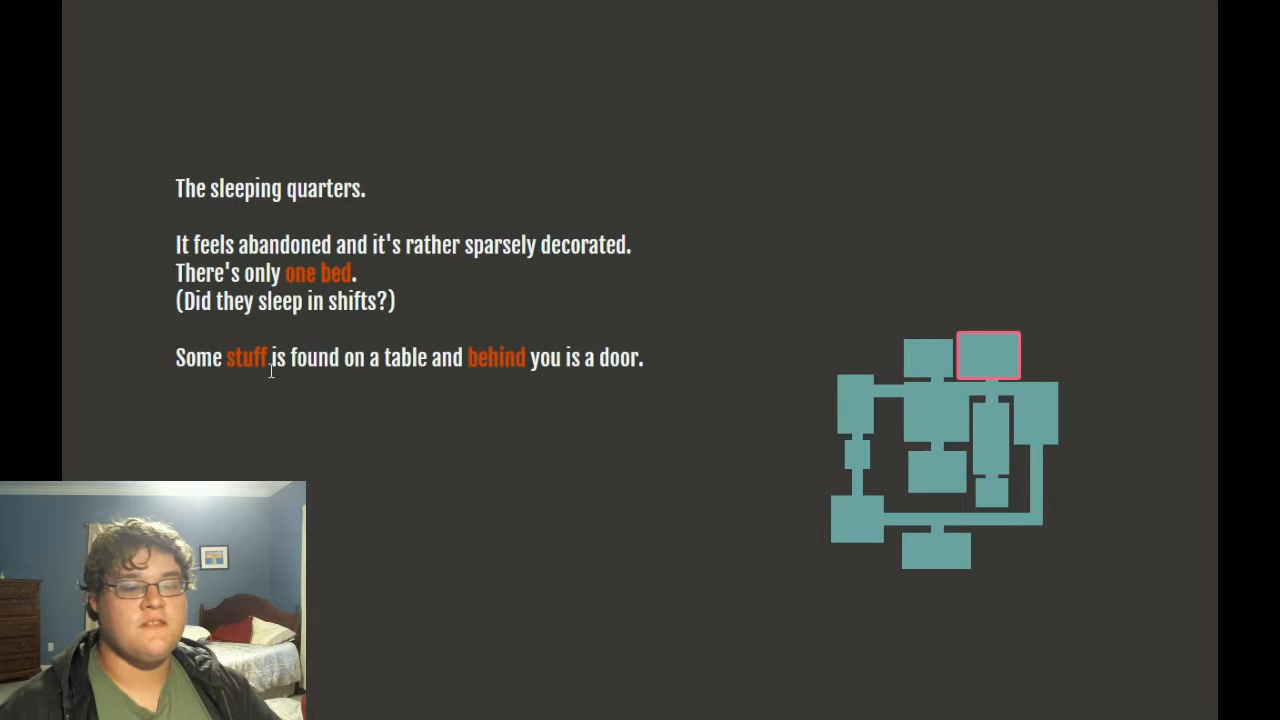 The sleeping quarters.
It feels abandoned and it's rather sparsely decorated.
There's only one bed.
(Did they sleep in shifts?)
Some stuff is found on a table and behind you is a door.